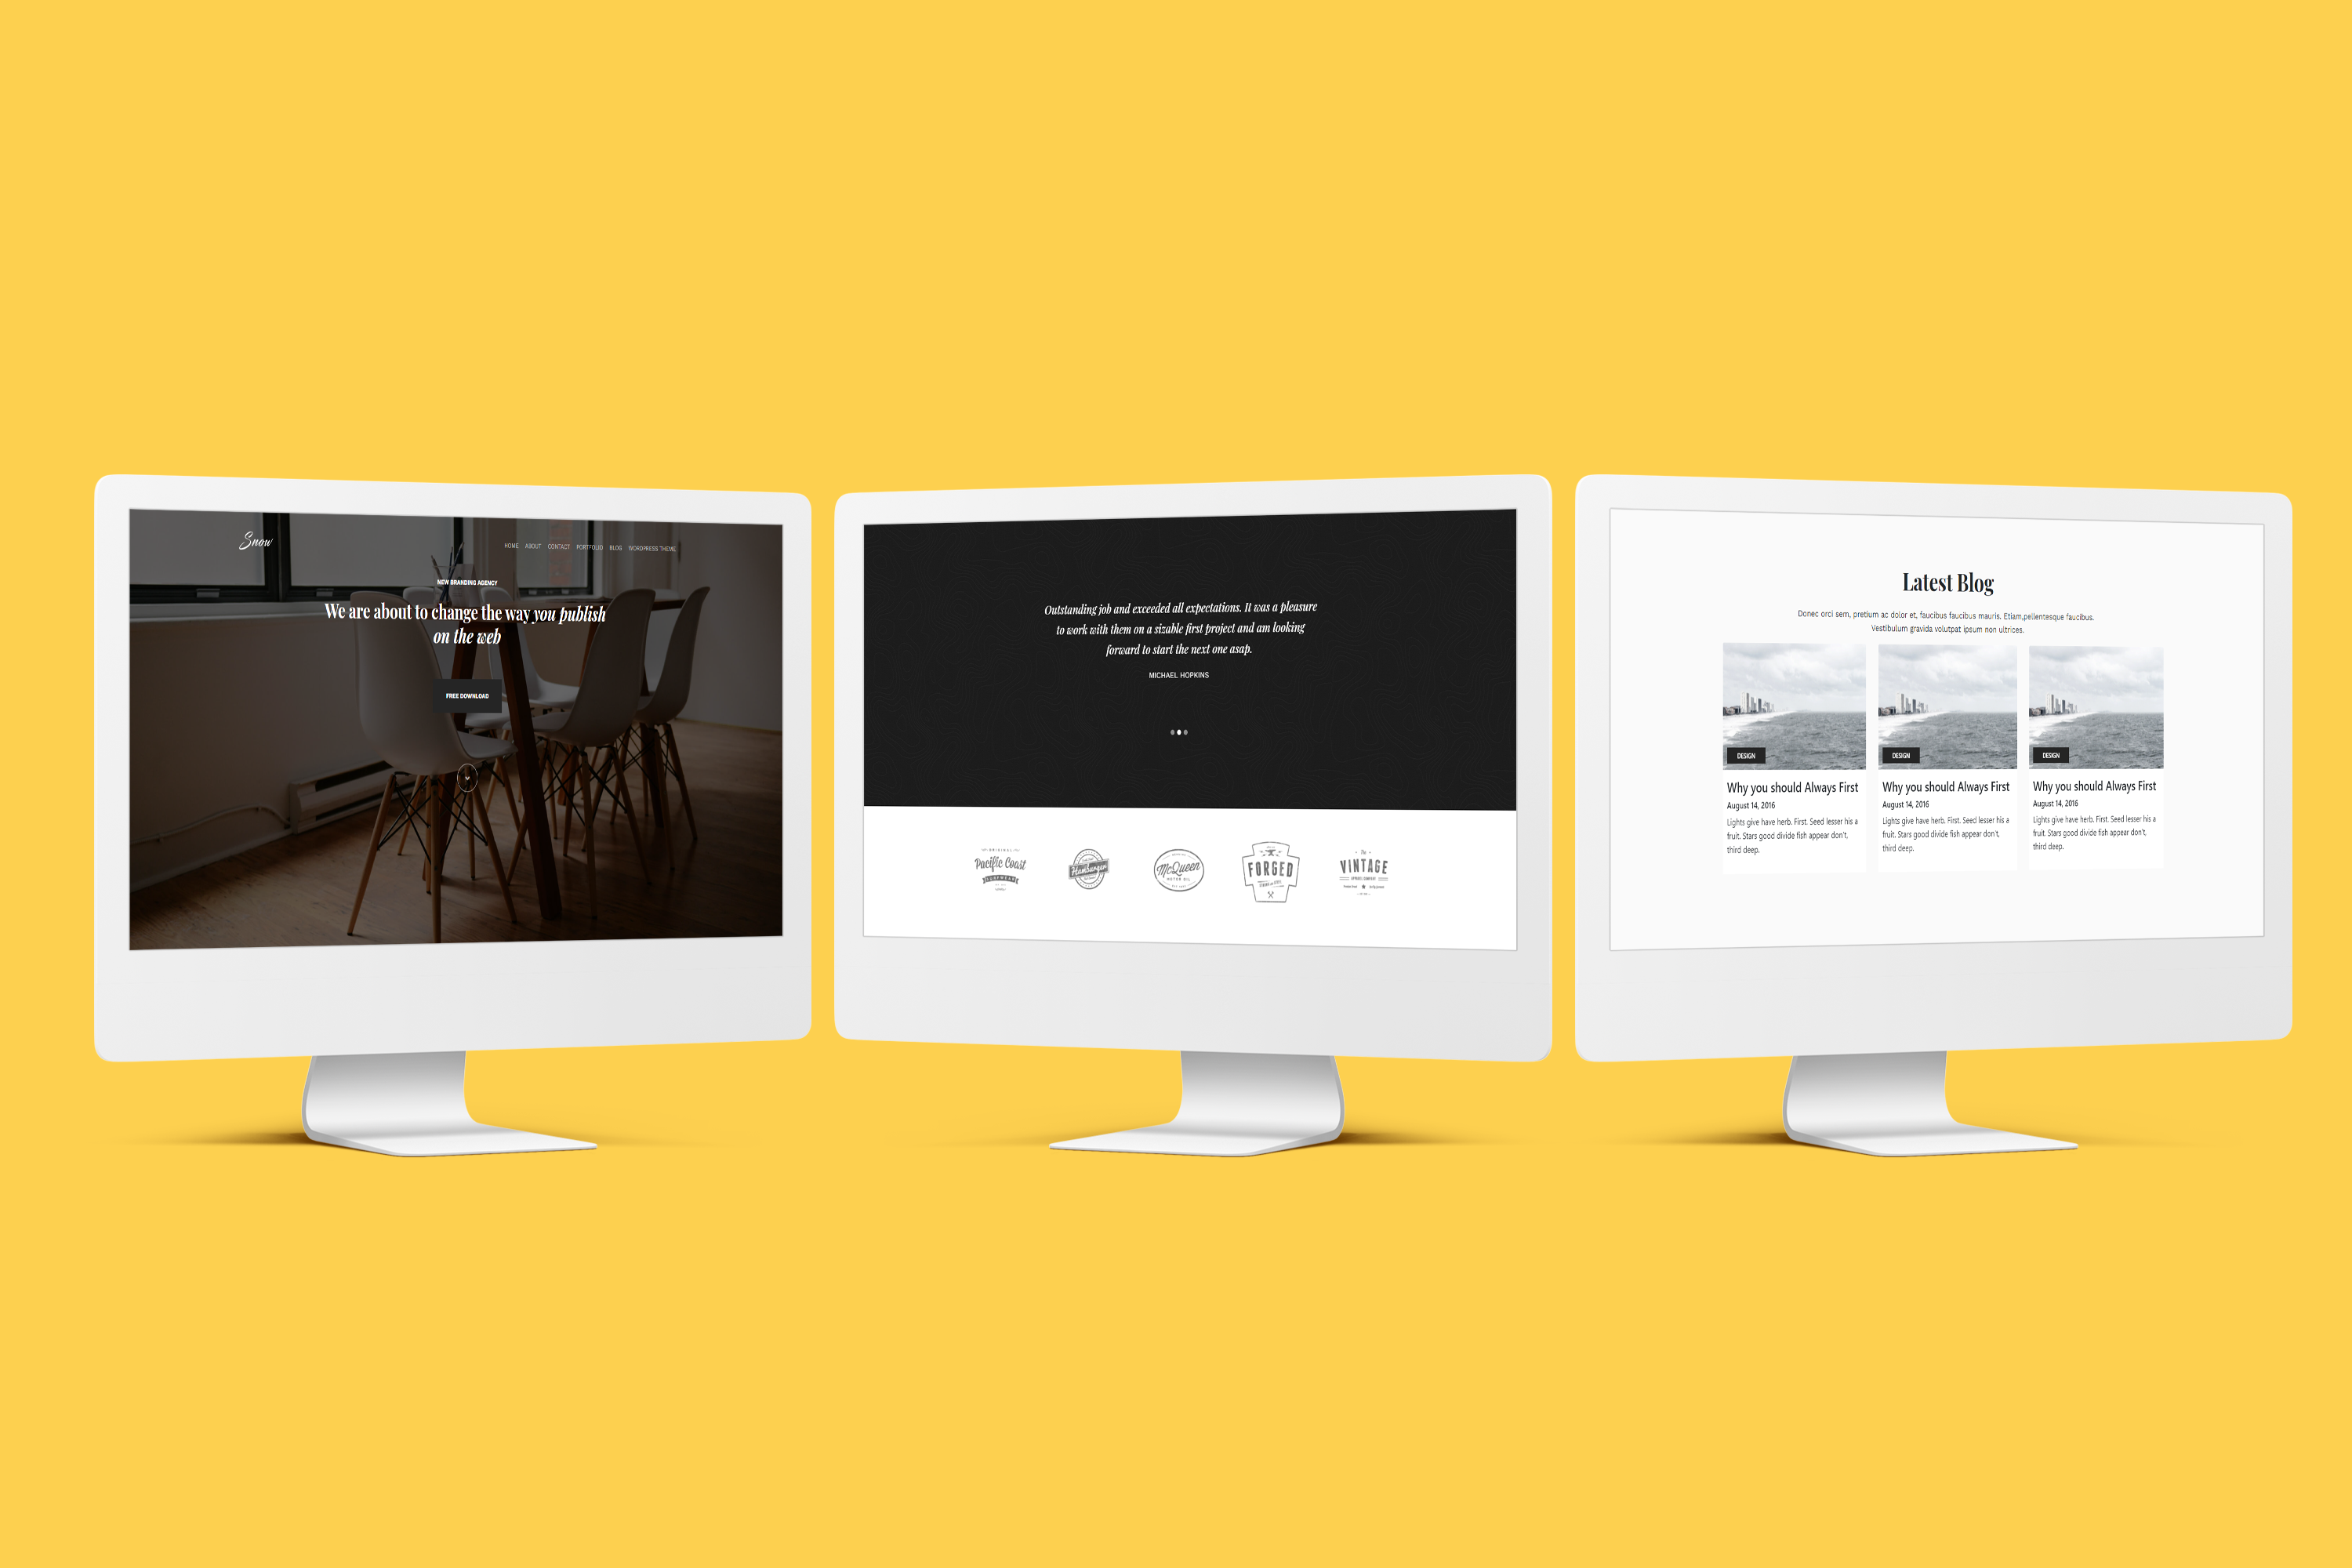 Snow
HOME ABOUT CONTACT PORTFOLIO BLOG WORDPRESS THEME
NEW BRANDING AGENCY
We are about to change the way you publish
on the web
FREE DOWNLOAD
Outstanding job and exceeded all expectations. It was a pleasure
to work with them on a sizable first project and am looking
forward to start the next one asap.
MICHAEL HOPKINS
ORIGINAL
Pacific Coast
Hamburger
McQueen
MOTOR OIL
FORGED
The
VINTAGE
Latest Blog
Donec orci sem, pretium ac dolor et, faucibus faucibus mauris. Etiam,pellentesque faucibus.
Vestibulum gravida volutpat ipsum non ultrices.
DESIGN
Why you should Always First
August 14, 2016
Lights give have herb. First. Seed lesser his a
fruit. Stars good divide fish appear don't,
third deep.
DESIGN
Why you should Always First
August 14, 2016
Lights give have herb. First. Seed lesser his a
fruit. Stars good divide fish appear don't,
third deep.
DESIGN
Why you should Always First
August 14, 2016
Lights give have herb. First. Seed lesser his a
fruit. Stars good divide fish appear don't,
third deep.